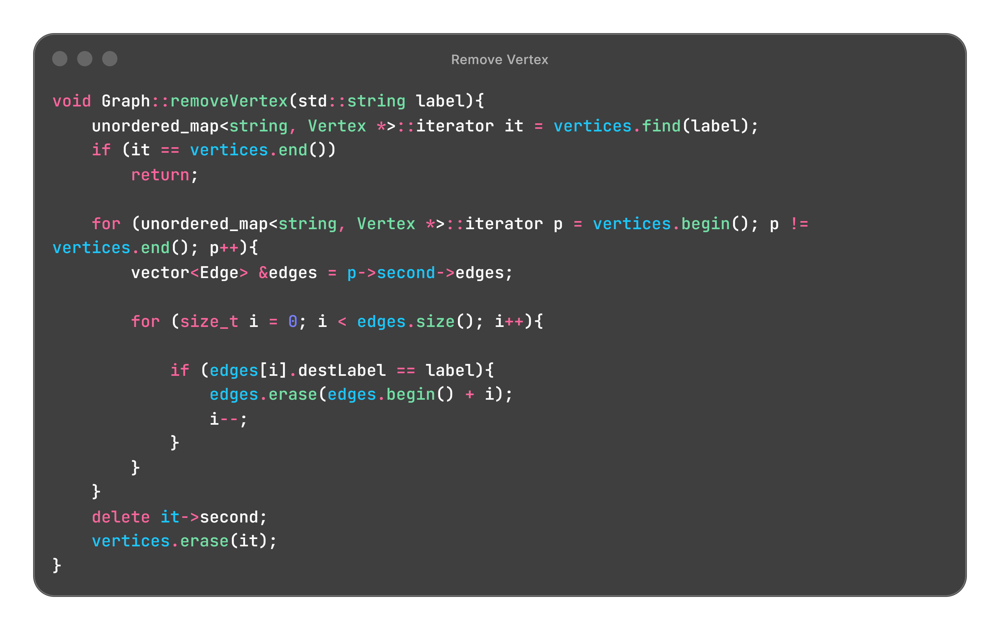 Remove Vertex
void Graph::removeVertex(std::string label){
    unordered_map<string, Vertex *>::iterator it = vertices.find(label);
    if (it == vertices.end())
        return;
    for (unordered_map<string, Vertex *>::iterator p = vertices.begin(); p !=
vertices.end(); p++){
        vector<Edge> &edges = p->second->edges;
        for (size_t i = 0; i < edges.size(); i++){
            if (edges[i].destLabel == label){
                edges.erase(edges.begin() + i);
                i--;
            }
        }
    }
    delete it->second;
    vertices.erase(it);
}